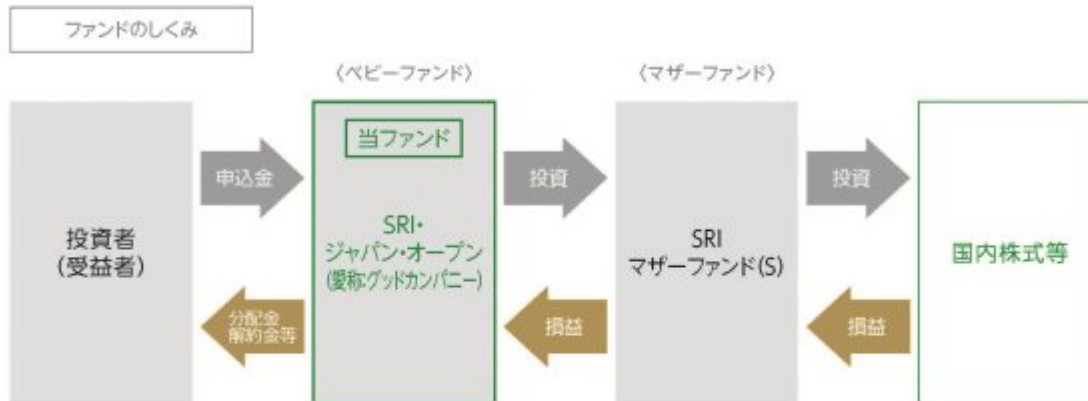 ファンドのしくみ
〈ベビーファンド〉
〈マザーファンド〉
投資者
(受益者)
申込金
分配金
解約金等
当ファンド
SRI・
ジャパン・オープン
(愛称:グッドカンパニー)
投資
損益
SRI
マザーファンド(S)
投資
損益
国内株式等